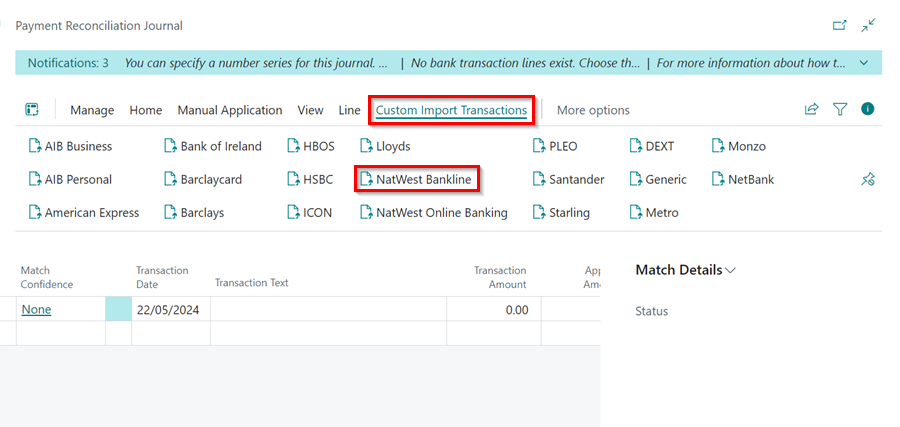 Payment Reconciliation Journal
Notifications: 3 You can specify a number series for this journal. ... | No bank transaction lines exist. Choose th... | For more information about how t...
Manage Home Manual Application View Line Custom Import Transactions More options
AIB Business Bank of Ireland HBOS Lloyds PLEO DEXT Monzo
AIB Personal Barclaycard HSBC NatWest Bankline Santander Generic NetBank
American Express Barclays ICON NatWest Online Banking Starling Metro
Match Confidence Transaction Date Transaction Text Transaction Amount App Am
Match Details
None 22/05/2024 0.00
Status